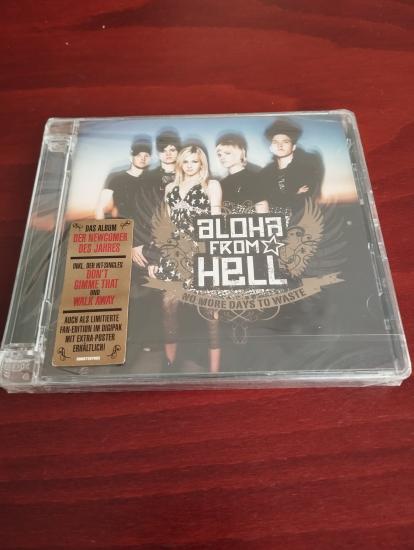 ALOHA
FROM
HELL
NO MORE DAYS TO WASTE
DAS ALBUM
DER NEWCOMER
DES JAHRES
INKL. DER HIT-SINGLES
DON'T
GIMME THAT
UND
WALK AWAY
AUCH ALS LIMITIERTE
FAN-EDITION IM DIGIPAK
MIT EXTRA POSTER
ERHÄLTLICH!